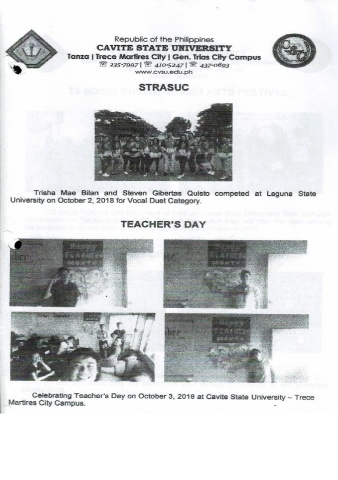 Republic of the Philippines
CAVITE STATE UNIVERSITY
Tanza | Trece Martires City | Gen. Trias City Campus
☏ 225-7997 | ☏ 410-5247 | ☏ 437-0693
www.cvsu.edu.ph
STRASUC
Trisha Mae Bilan and Steven Gibertas Quisto competed at Laguna State
University on October 2, 2018 for Vocal Duet Category.
TEACHER'S DAY
Happy
TEACHER'S
Celebrating Teacher's Day on October 3, 2018 at Cavite State University – Trece
Martires City Campus.